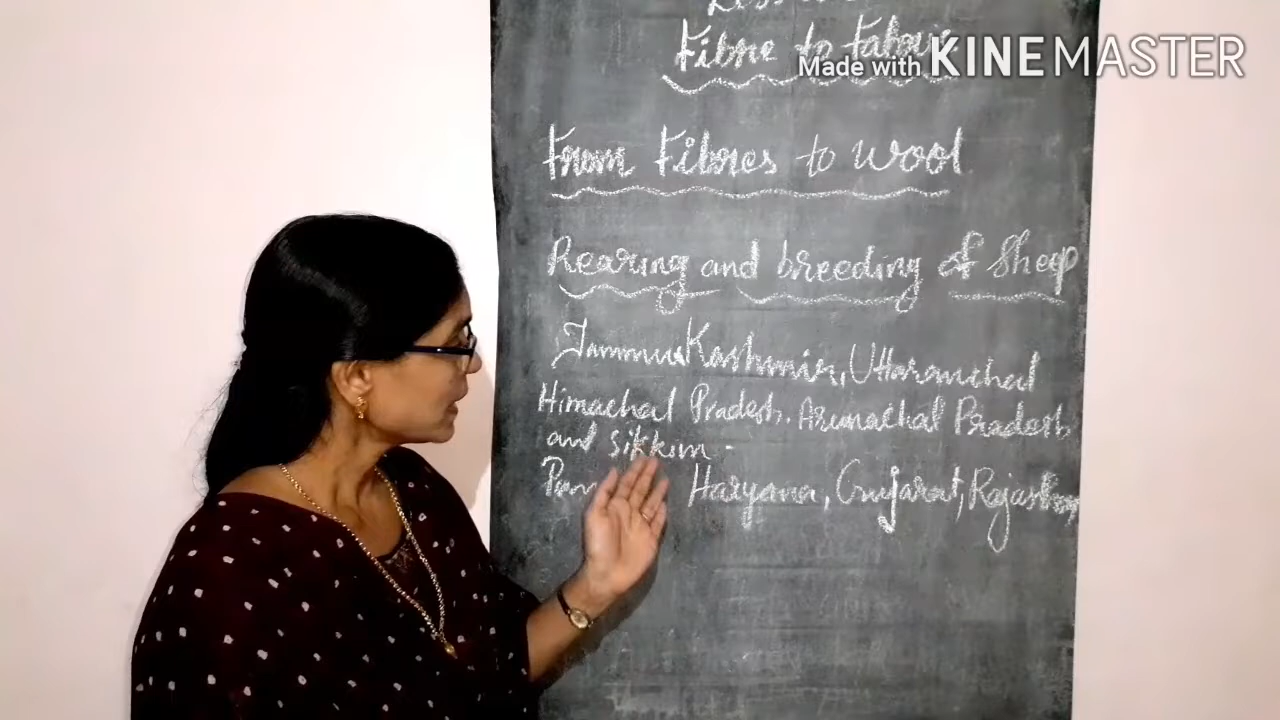 Fibre to Fabric
Made with KINEMASTER
From Fibres to wool
Rearing and breeding of Sheep
Jammu&Kashmir, Uttaranchal
Himachal Pradesh. Arunachal Pradesh
and Sikkim.
Haryana, Gujarat, Rajasthan